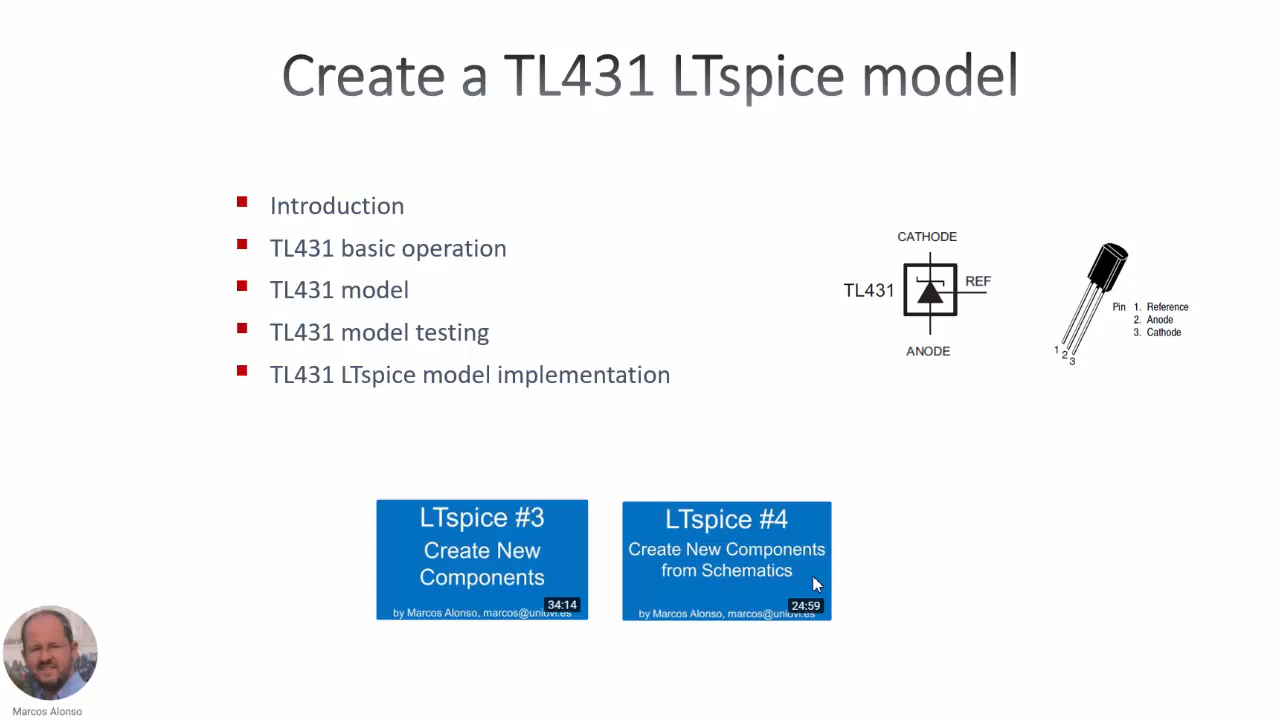 Create a TL431 LTspice model
Introduction
TL431 basic operation
TL431 model
TL431 model testing
TL431 LTspice model implementation
CATHODE
TL431
REF
ANODE
Pin 1. Reference
2. Anode
3. Cathode
1
2
3
LTspice #3
Create New
Components
34:14
by Marcos Alonso, marcos@uniovi.es
LTspice #4
Create New Components
from Schematics
24:59
by Marcos Alonso, marcos@uniovi.es
Marcos Alonso